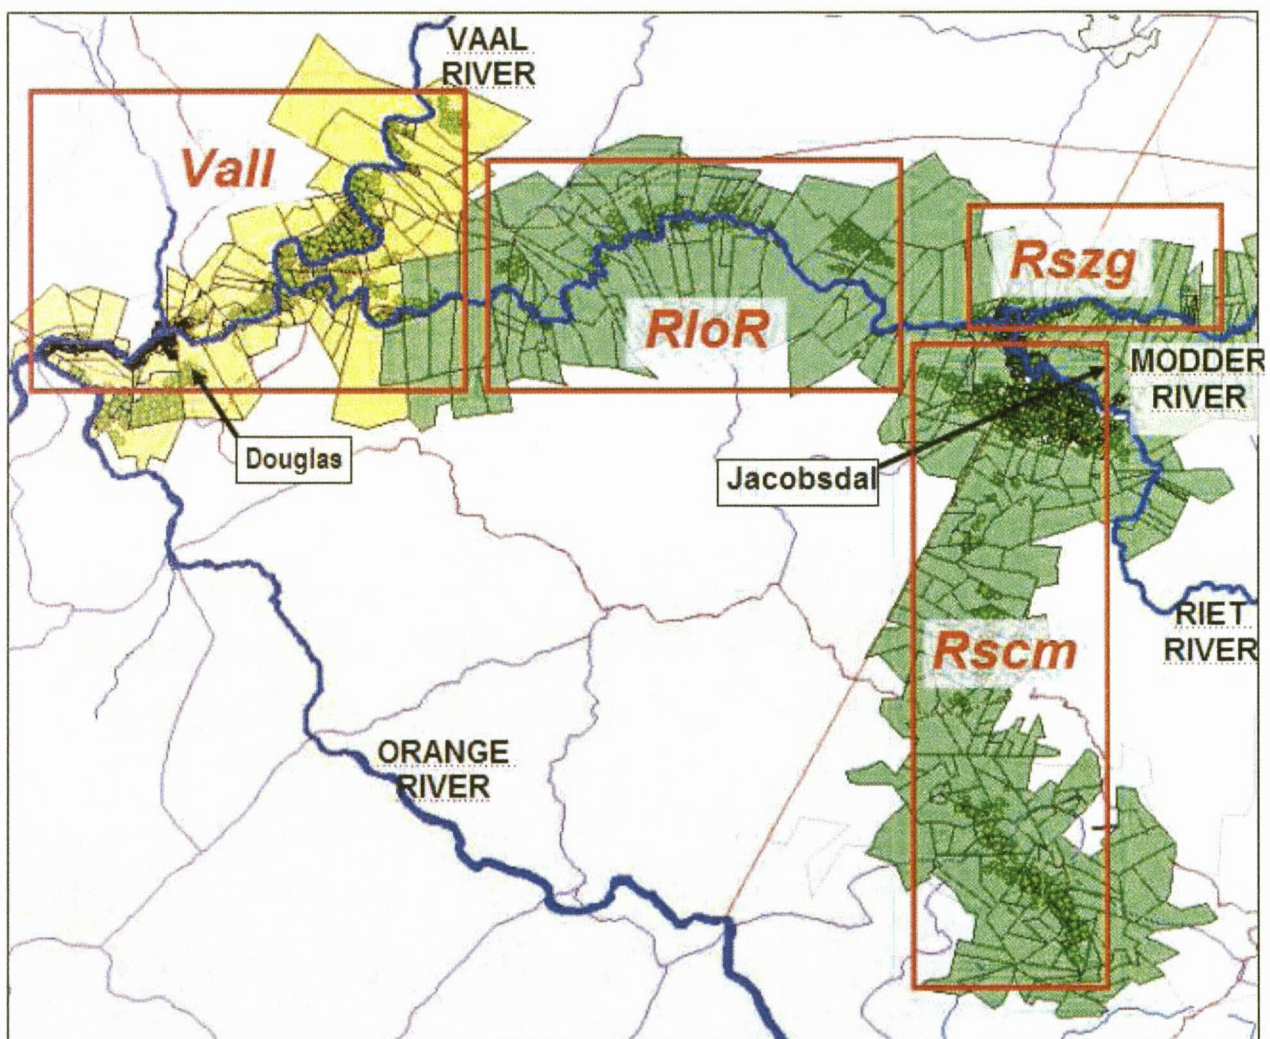 VAAL
RIVER
Vall
Rszg
RloR
MODDER
RIVER
Douglas
Jacobsdal
RIET
RIVER
Rscm
ORANGE
RIVER